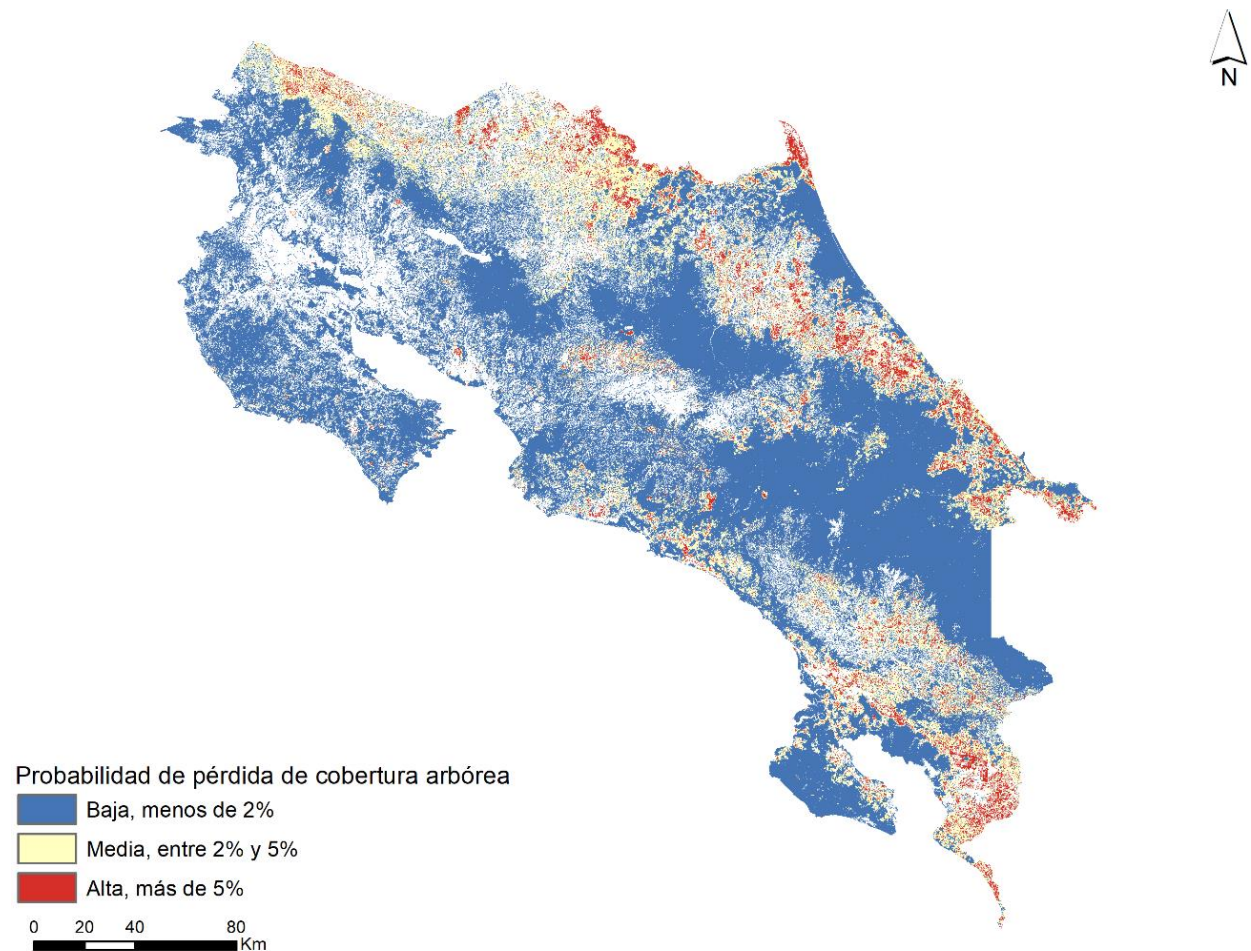 N
Probabilidad de pérdida de cobertura arbórea
Baja, menos de 2%
Media, entre 2% y 5%
Alta, más de 5%
0 20 40 80
Km